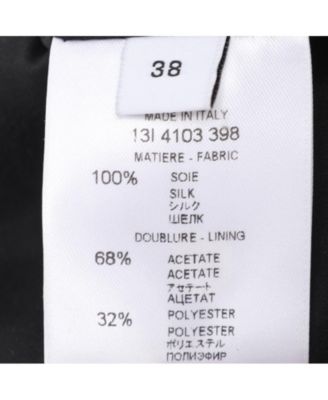 38
MADE IN ITALY
13I 4103 398
MATIERE - FABRIC
100% SOIE
SILK
シルク
ШЕЛК
DOUBLURE - LINING
68% ACETATE
ACETATE
アセテート
АЦЕТАТ
32% POLYESTER
POLYESTER
ポリエステル
ПОЛИЭФИР